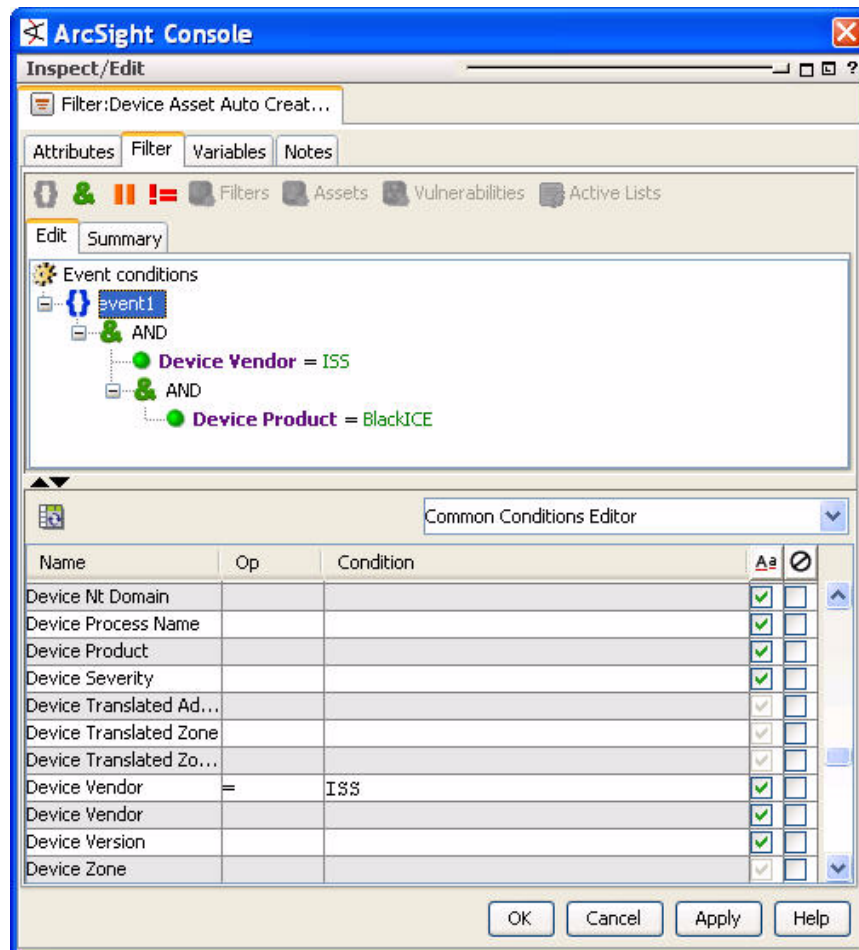 ArcSight Console
Inspect/Edit
?
Filter:Device Asset Auto Creat...
Attributes Filter Variables Notes
{} & || != Filters Assets Vulnerabilities Active Lists
Edit Summary
Event conditions
{} event1
& AND
Device Vendor = ISS
& AND
Device Product = BlackICE
Common Conditions Editor
Name Op Condition Aa
Device Nt Domain
Device Process Name
Device Product
Device Severity
Device Translated Ad...
Device Translated Zone
Device Translated Zo...
Device Vendor = ISS
Device Vendor
Device Version
Device Zone
OK Cancel Apply Help